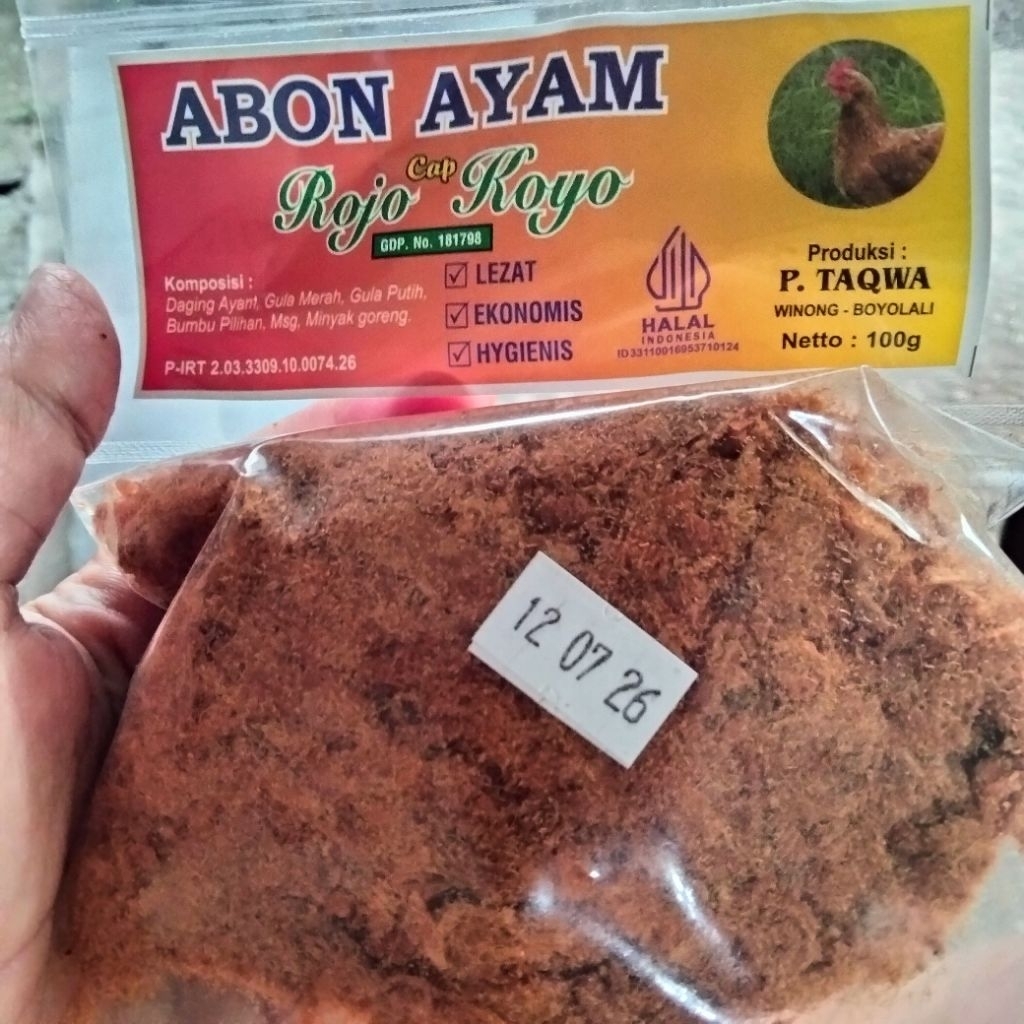 ABON AYAM
Cap
Rojo Koyo
GDP. No. 181798
Komposisi :
Daging Ayam, Gula Merah, Gula Putih,
Bumbu Pilihan, Msg, Minyak goreng.
P-IRT 2.03.3309.10.0074.26
LEZAT
EKONOMIS
HYGIENIS
HALAL
INDONESIA
ID33110016953710124
Produksi :
P. TAQWA
WINONG - BOYOLALI
Netto : 100g
12 07 26